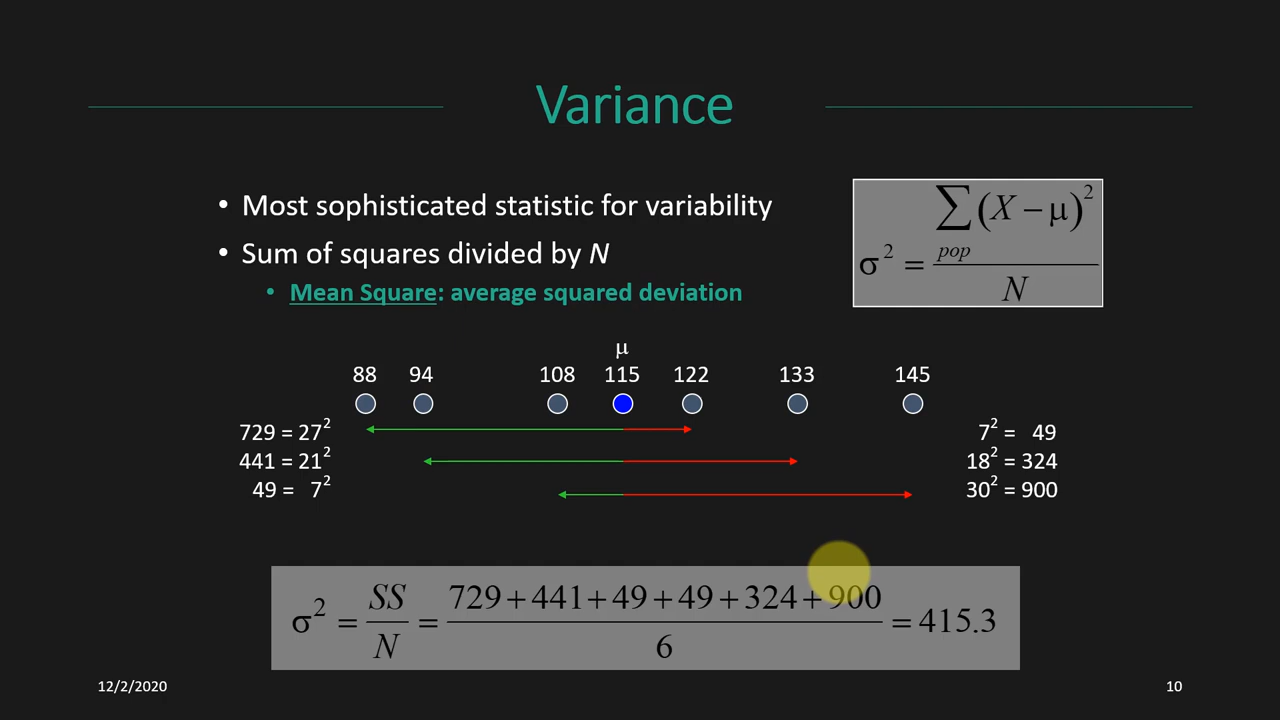 Variance
• Most sophisticated statistic for variability
• Sum of squares divided by N
• Mean Square: average squared deviation
σ² = ∑pop (X − μ)² / N
μ
88 94 108 115 122 133 145
729 = 27²
441 = 21²
49 = 7²
7² = 49
18² = 324
30² = 900
σ² = SS / N = 729 + 441 + 49 + 49 + 324 + 900 / 6 = 415.3
12/2/2020
10